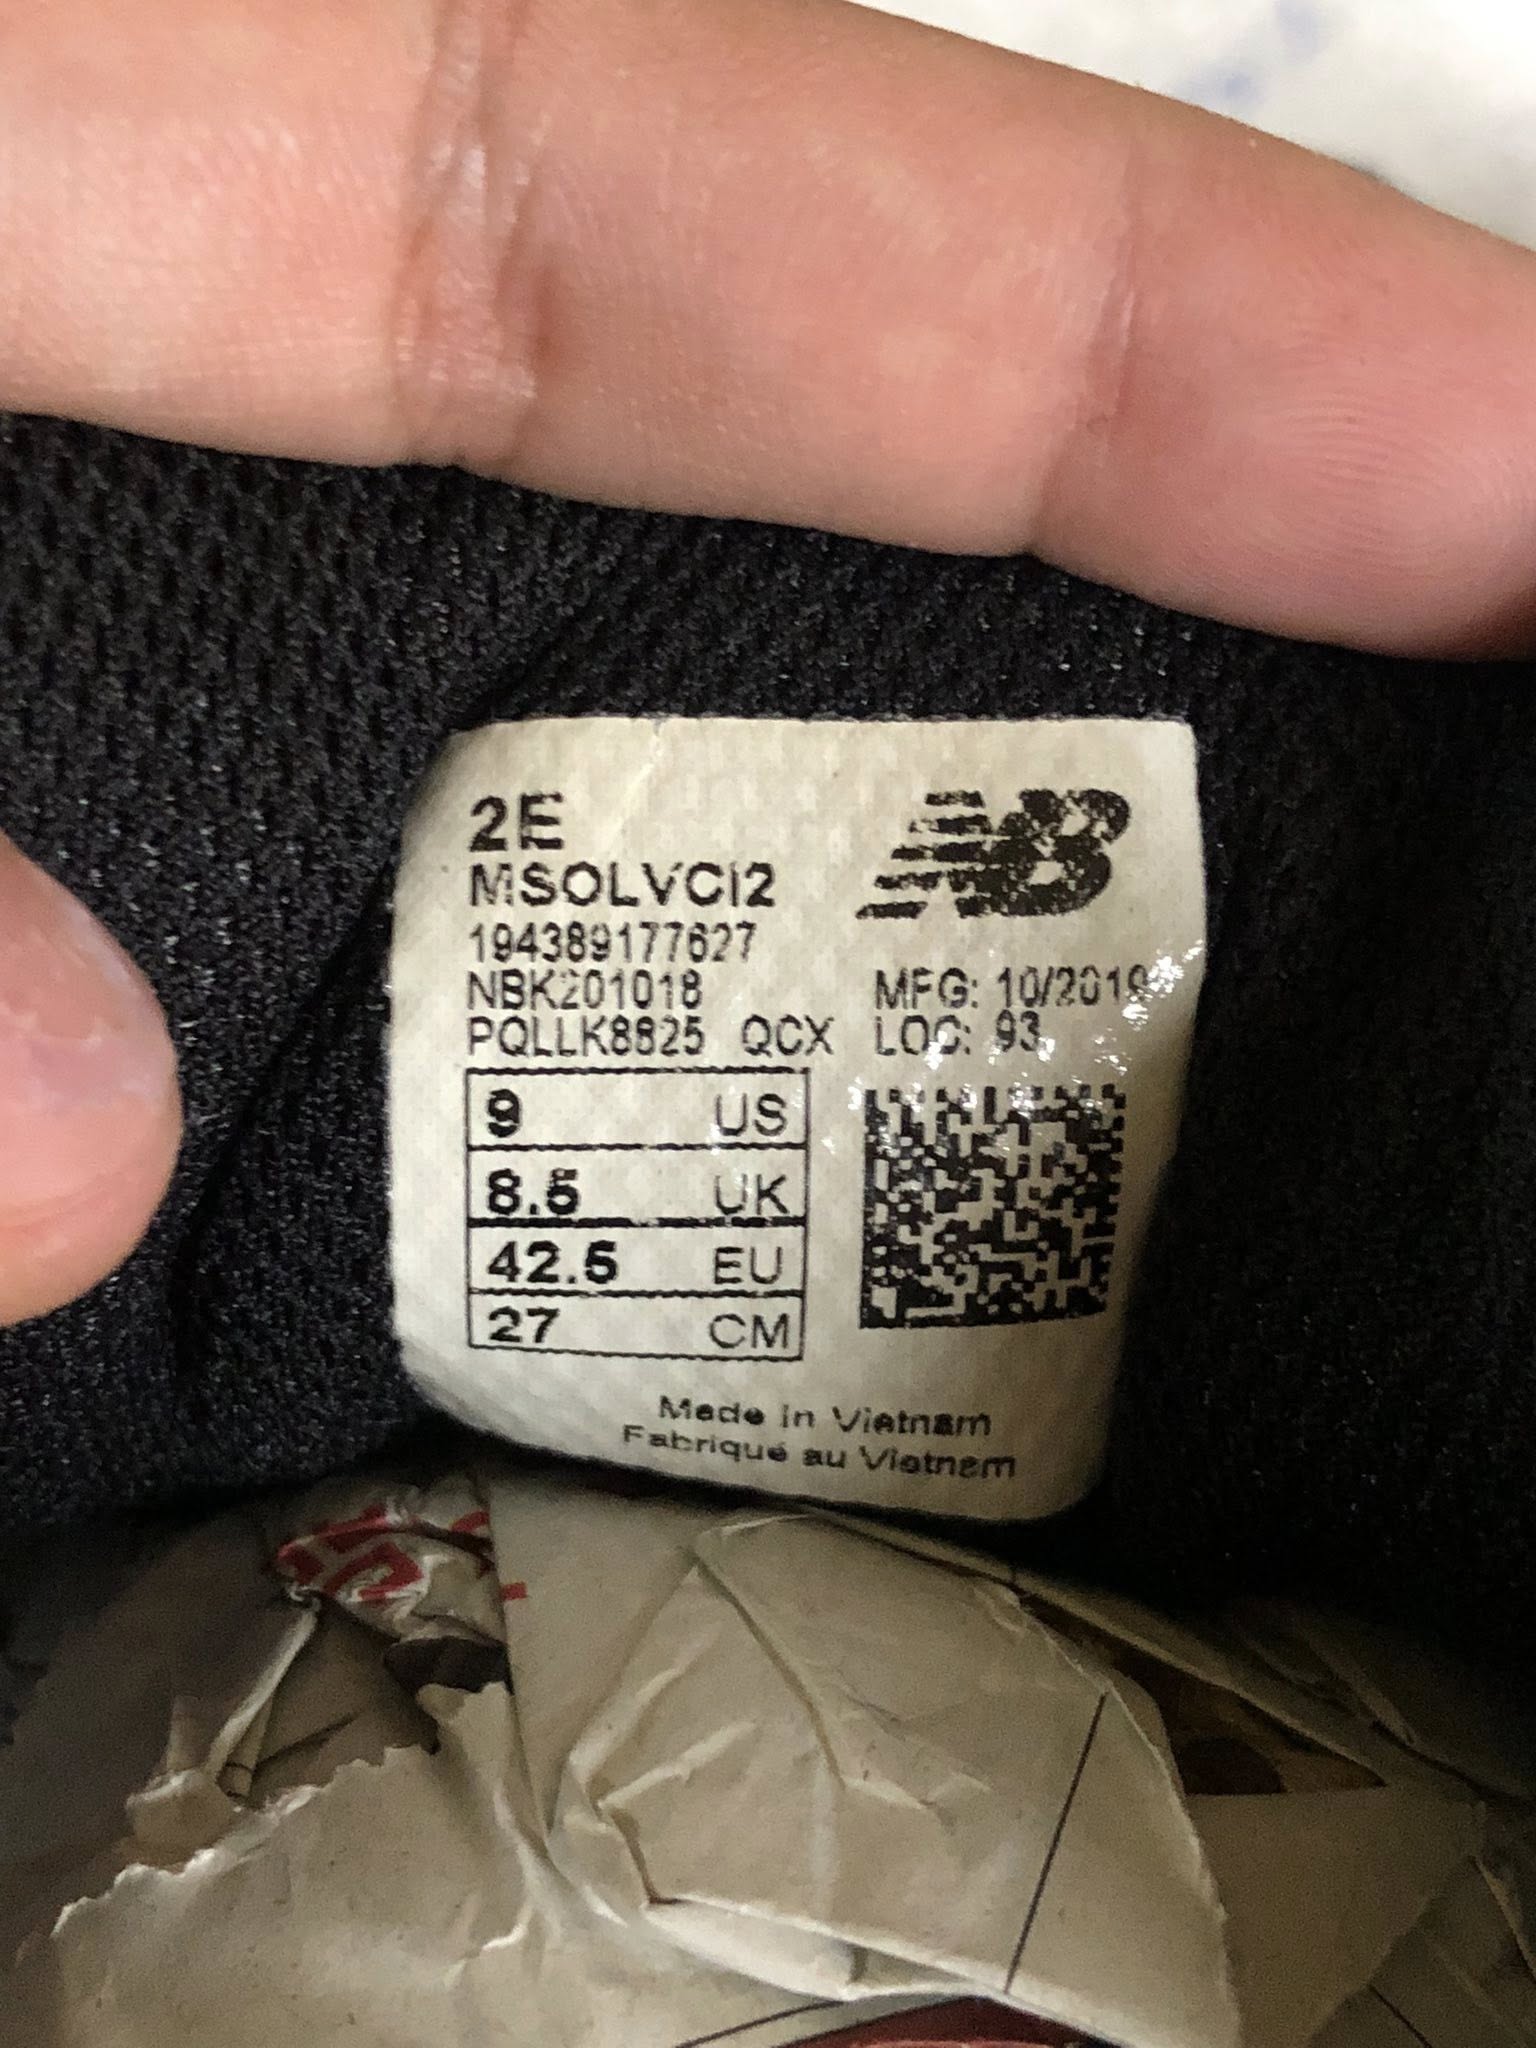 2E
MSOLVCI2
194389177627
NBK201018
PQLLK8825 QCX
NB
MFG: 10/2019
LOC: 93
9 US
8.5 UK
42.5 EU
27 CM
Made in Vietnam
Fabriqué au Vietnam